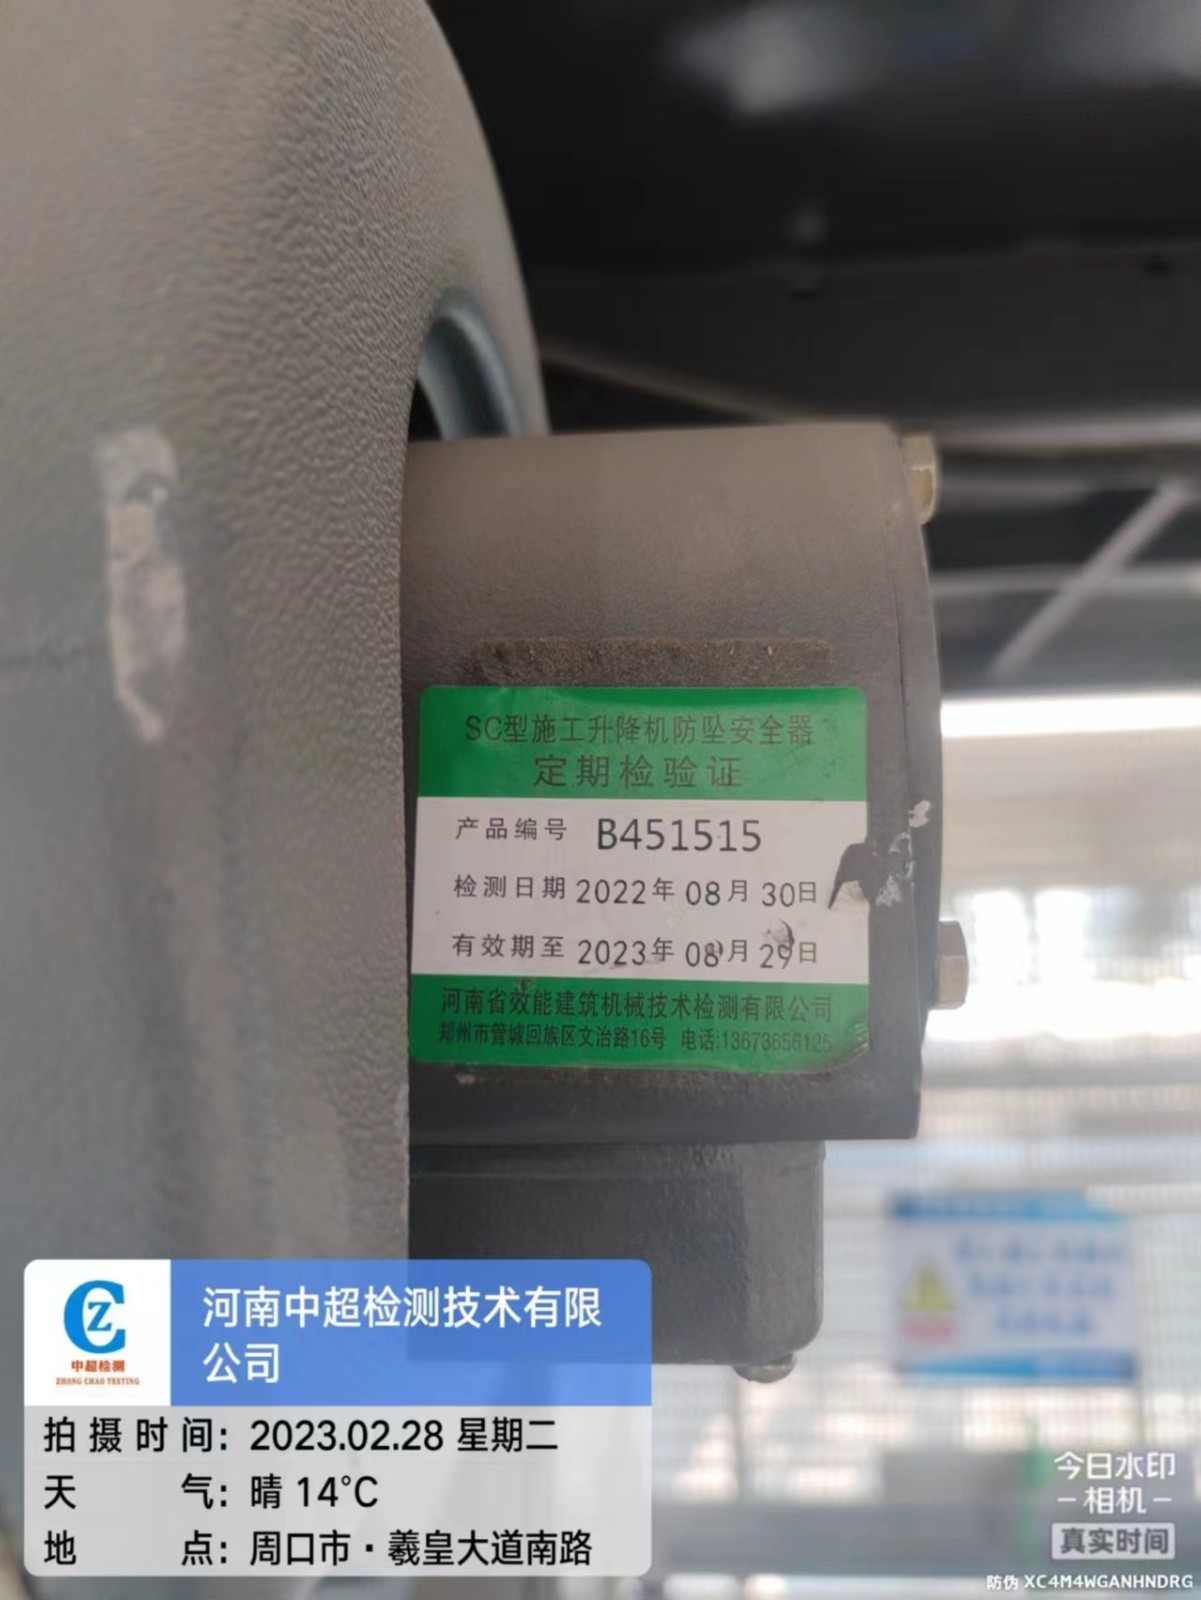 SC型施工升降机防坠安全器
定期检验证
产品编号 B451515
检测日期 2022年 08月 30日
有效期至 2023年 08月 29日
河南省效能建筑机械技术检测有限公司
郑州市管城回族区文治路16号 电话:13673656125
CZ
中超检测
ZHONG CHAO TESTING
河南中超检测技术有限
公司
拍摄时间: 2023.02.28 星期二
天气: 晴 14°C
地点: 周口市·羲皇大道南路
今日水印
相机
真实时间
防伪 XC4M4WGANHNDRG